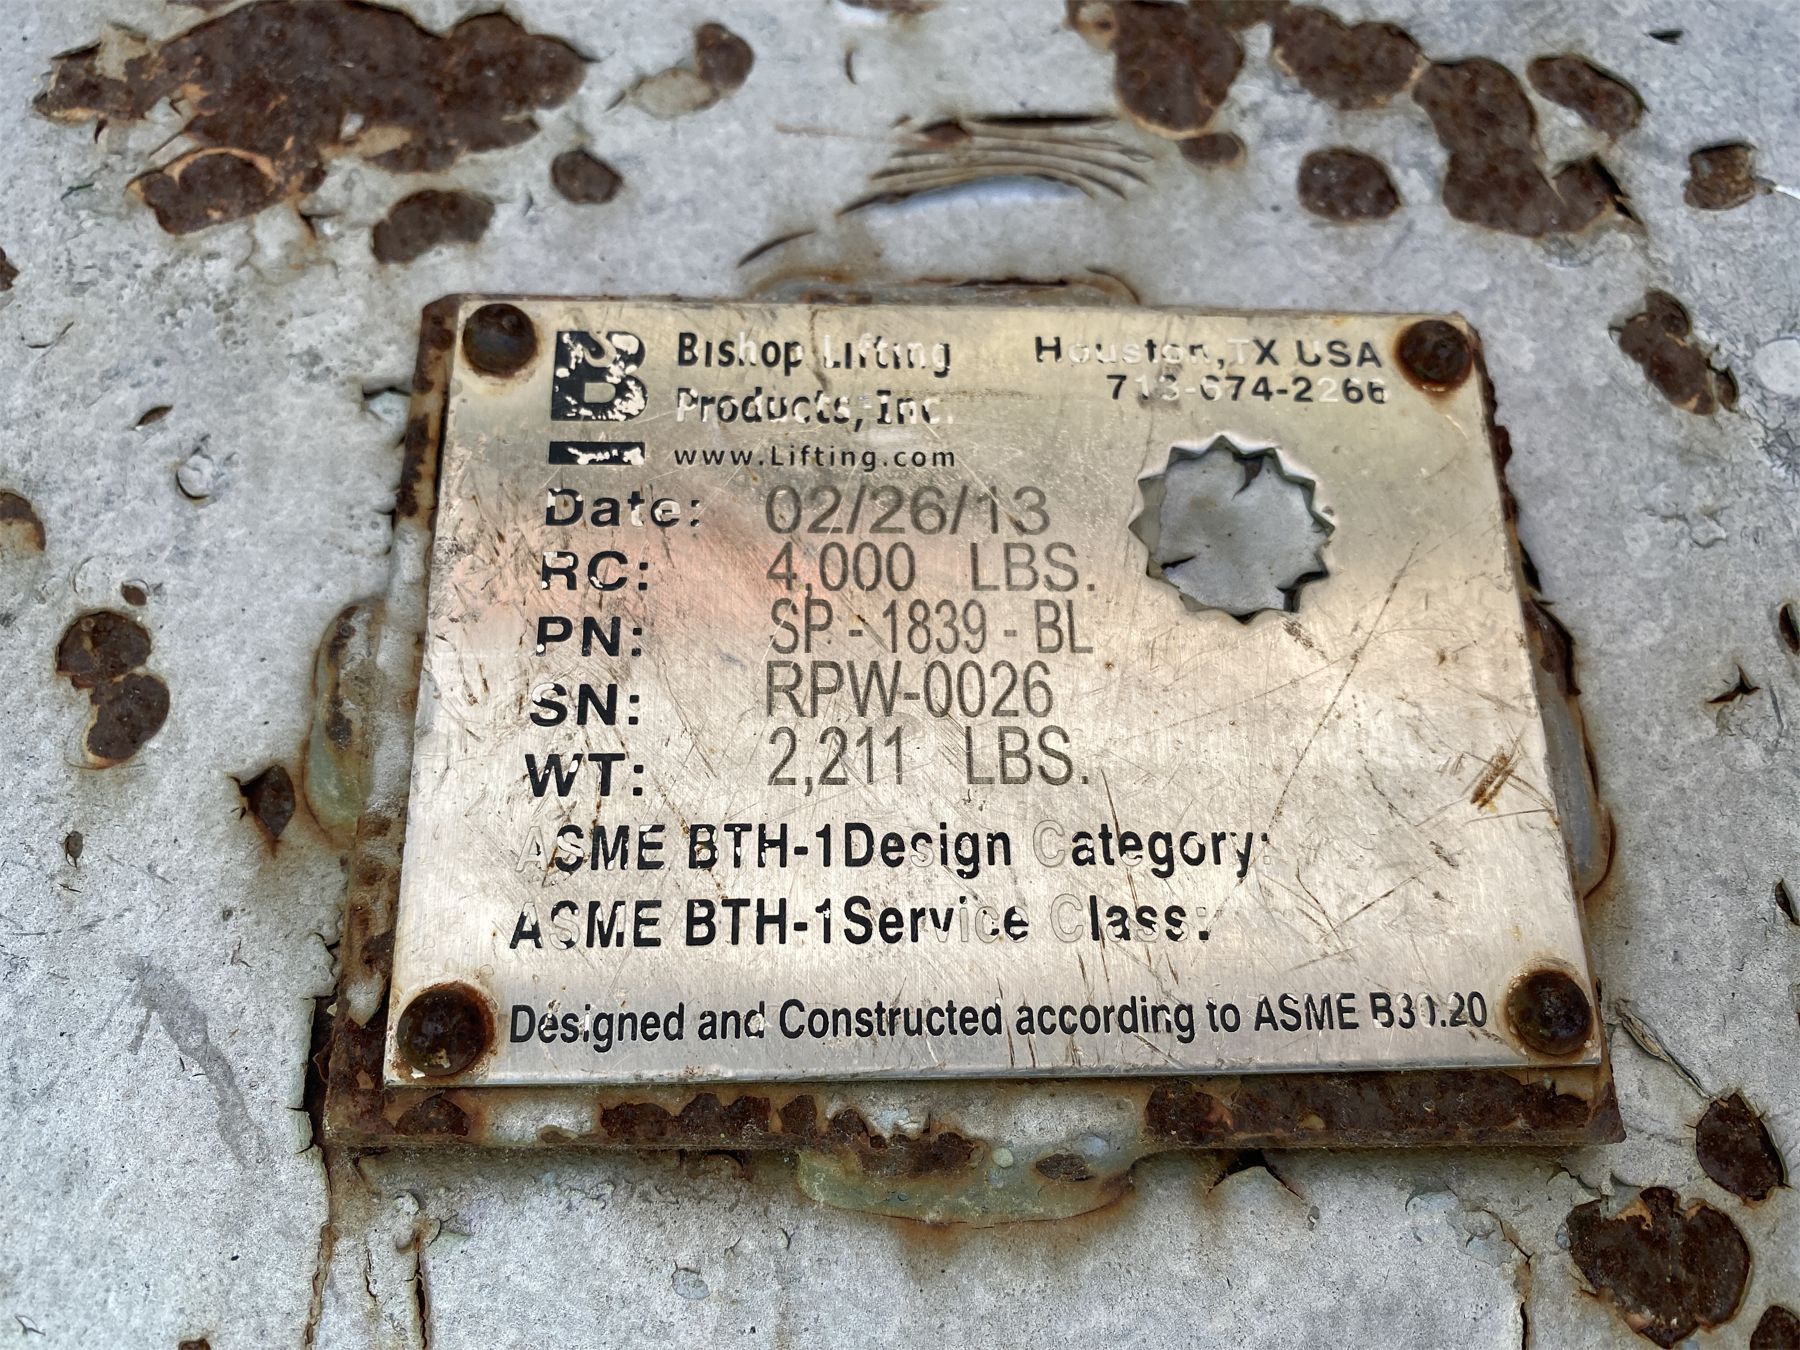 B
Bishop Lifting Houston, TX USA
Products, Inc. 713-674-2266
www.Lifting.com
Date: 02/26/13
RC: 4,000 LBS.
PN: SP-1839-BL
SN: RPW-0026
WT: 2,211 LBS.
ASME BTH-1Design Category:
ASME BTH-1Service Class:
Designed and Constructed according to ASME B30.20